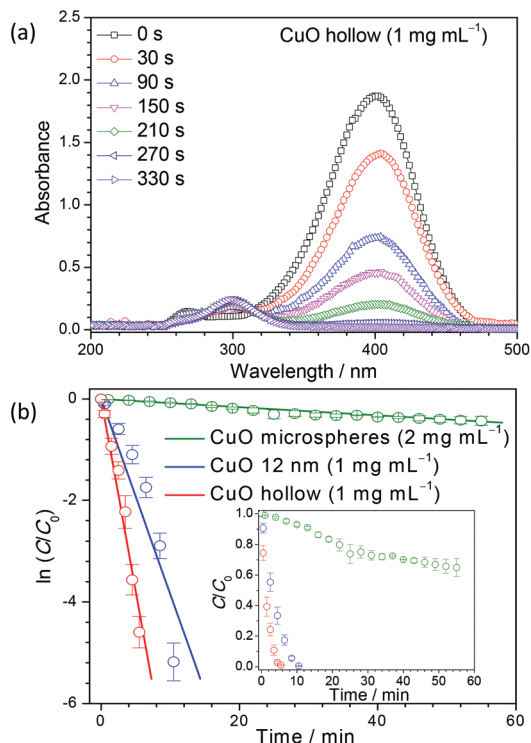 (a)
CuO hollow (1 mg mL⁻¹)
0 s
30 s
90 s
150 s
210 s
270 s
330 s
Absorbance
2.5
2.0
1.5
1.0
0.5
0.0
200 300 400 500
Wavelength / nm
(b)
ln (C/C₀)
0
-2
-4
-6
CuO microspheres (2 mg mL⁻¹)
CuO 12 nm (1 mg mL⁻¹)
CuO hollow (1 mg mL⁻¹)
C/C₀
1.0
0.8
0.6
0.4
0.2
0.0
0 10 20 30 40 50 60
Time / min
0 20 40 60
Time / min